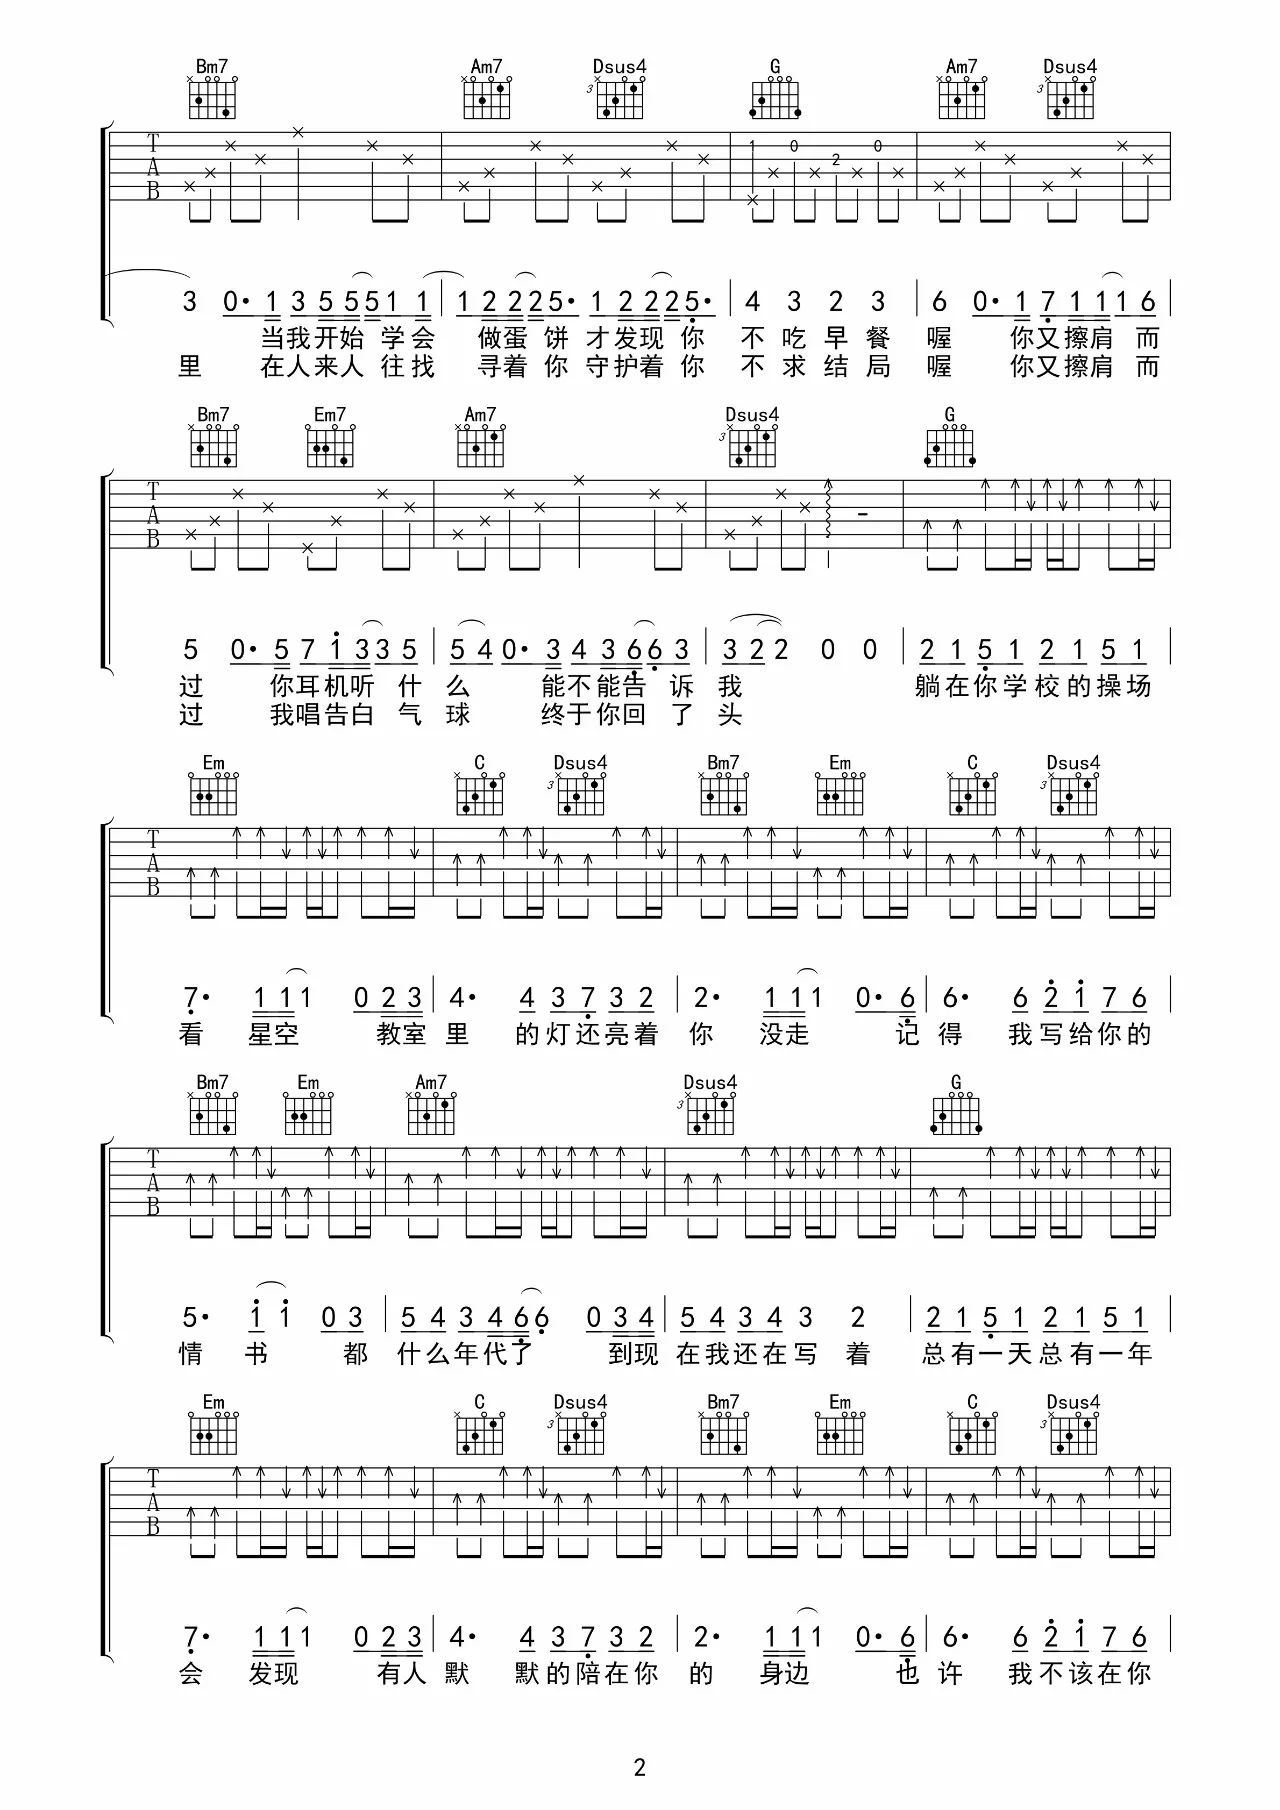 Bm7 Am7 Dsus4 G Am7 Dsus4
3 3
T 1 0 0
A 2
B
3 0· 1 3 5 5 5 1 1 1 2 2 2 5· 1 2 2 2 5· 4 3 2 3 6 0· 1 7 1 1 1 6
当我开始 学会 做蛋 饼 才发现你 不 吃 早 餐 喔 你又擦肩 而
里 在人来人 往找 寻着 你 守护着 你 不 求 结 局 喔 你又擦肩 而
Bm7 Em7 Am7 Dsus4 G
3
T
A
B
5 0· 5 7 1 3 3 5 5 4 0· 3 4 3 6 6 3 3 2 2 0 0 2 1 5 1 2 1 5 1
过 你耳机听 什 么 能不能告 诉 我 躺在你学校的操场
过 我唱告白 气 球 终于你回 了 头
Em C Dsus4 Bm7 Em C Dsus4
3 3
T
A
B
7· 1 1 1 0 2 3 4· 4 3 7 3 2 2· 1 1 1 0· 6 6· 6 2 1 7 6
看 星空 教室 里 的灯还亮着 你 没走 记 得 我写给你的
Bm7 Em Am7 Dsus4 G
3
T
A
B
5· 1 1 0 3 5 4 3 4 6 6 0 3 4 5 4 3 4 3 2 2 1 5 1 2 1 5 1
情 书 都 什么年代了 到现 在我还在写 着 总有一天总有一年
Em C Dsus4 Bm7 Em C Dsus4
3 3
T
A
B
7· 1 1 1 0 2 3 4· 4 3 7 3 2 2· 1 1 1 0· 6 6· 6 2 1 7 6
会 发现 有人 默 默的陪在你 的 身边 也 许 我不该在你
2